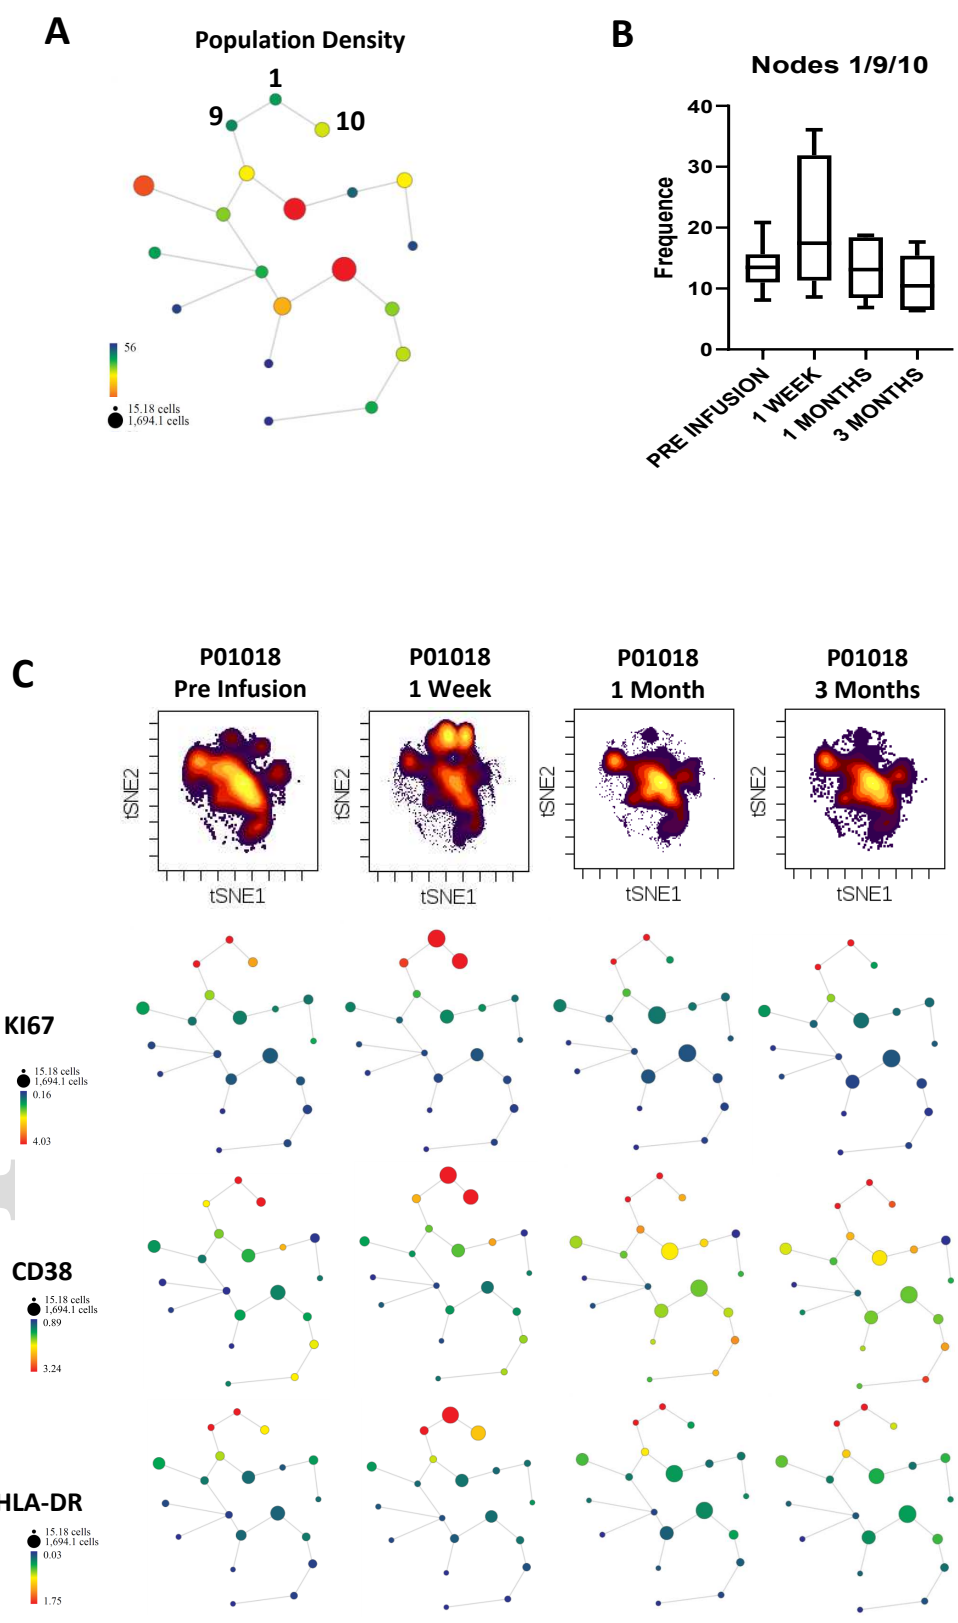 A
Population Density
1
9
10
56
15.18 cells
1,694.1 cells
B
Nodes 1/9/10
40
30
20
10
0
Frequence
PRE INFUSION
1 WEEK
1 MONTHS
3 MONTHS
C
P01018
Pre Infusion
P01018
1 Week
P01018
1 Month
P01018
3 Months
tSNE2
tSNE1
tSNE2
tSNE1
tSNE2
tSNE1
tSNE2
tSNE1
KI67
15.18 cells
1,694.1 cells
0.16
4.03
CD38
15.18 cells
1,694.1 cells
0.89
3.24
HLA-DR
15.18 cells
1,694.1 cells
0.03
1.75